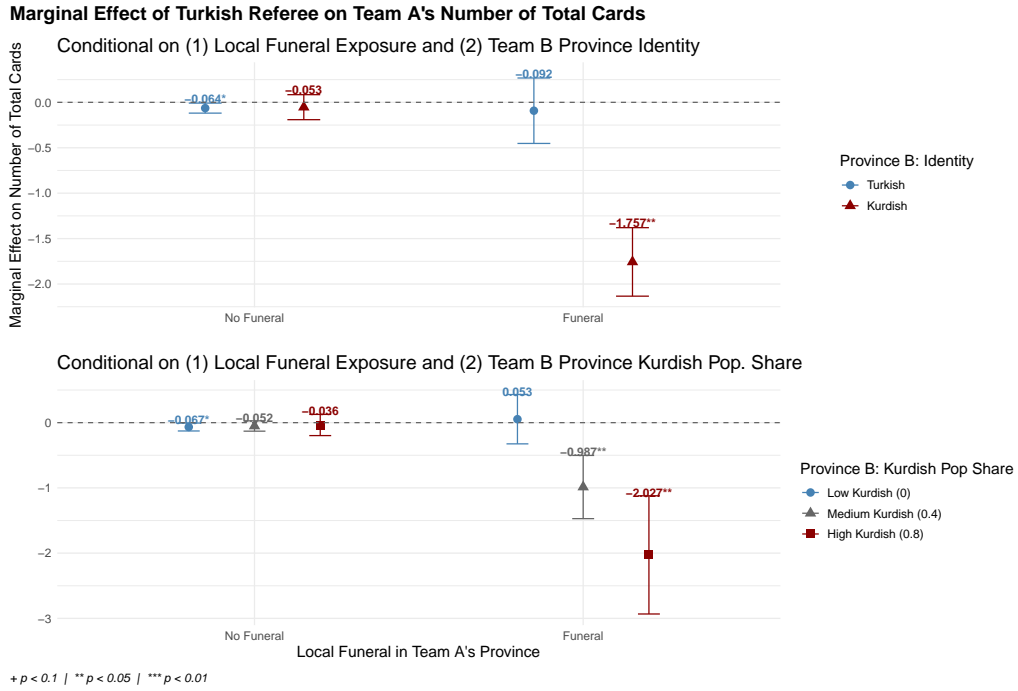 Marginal Effect of Turkish Referee on Team A's Number of Total Cards
Conditional on (1) Local Funeral Exposure and (2) Team B Province Identity
Marginal Effect on Number of Total Cards
0.0
−0.5
−1.0
−1.5
−2.0
−0.064*
−0.053
−0.092
−1.757**
No Funeral
Funeral
Province B: Identity
Turkish
Kurdish
Conditional on (1) Local Funeral Exposure and (2) Team B Province Kurdish Pop. Share
0
−1
−2
−3
−0.067*
−0.052
−0.036
0.053
−0.987**
−2.027**
No Funeral
Funeral
Local Funeral in Team A's Province
Province B: Kurdish Pop Share
Low Kurdish (0)
Medium Kurdish (0.4)
High Kurdish (0.8)
+ p < 0.1 | ** p < 0.05 | *** p < 0.01